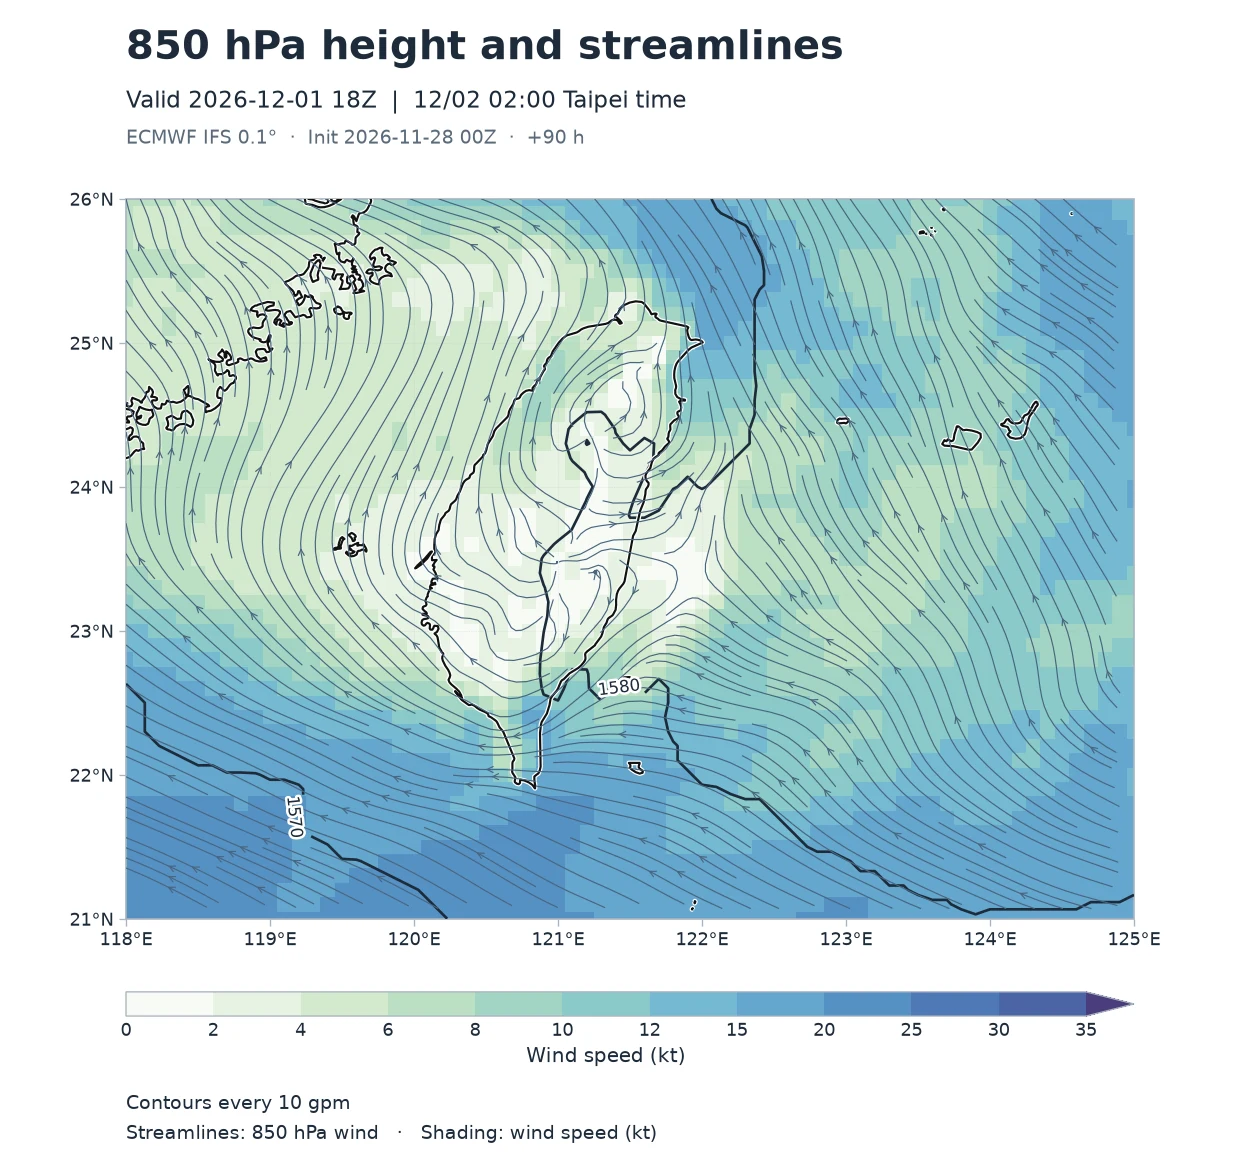 850 hPa height and streamlines
Valid 2026-12-01 18Z | 12/02 02:00 Taipei time
ECMWF IFS 0.1° · Init 2026-11-28 00Z · +90 h
26°N
25°N
24°N
23°N
22°N
21°N
1580
1570
118°E 119°E 120°E 121°E 122°E 123°E 124°E 125°E
0 2 4 6 8 10 12 15 20 25 30 35
Wind speed (kt)
Contours every 10 gpm
Streamlines: 850 hPa wind · Shading: wind speed (kt)